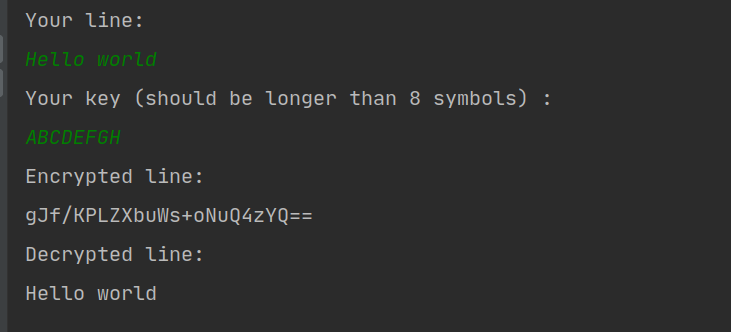 Your line:
Hello world
Your key (should be longer than 8 symbols) :
ABCDEFGH
Encrypted line:
gJf/KPLZXbuWs+oNuQ4zYQ==
Decrypted line:
Hello world